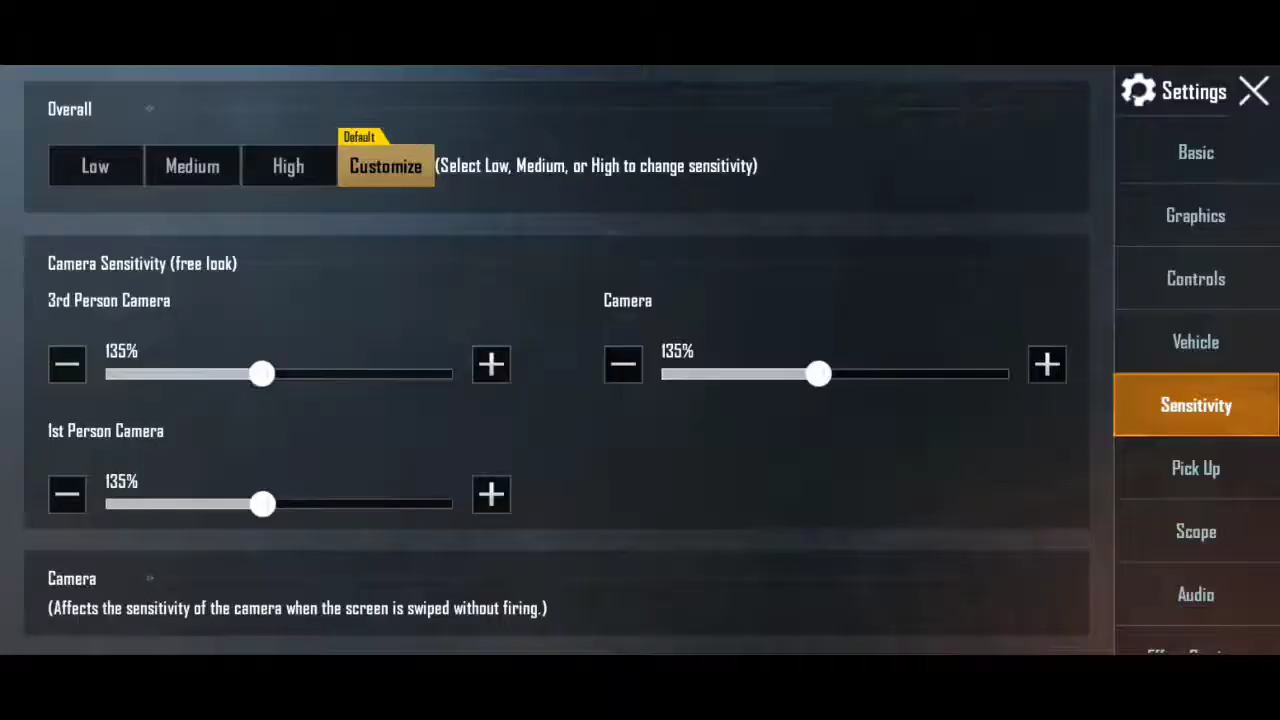 Overall
Default
Low
Medium
High
Customize
(Select Low, Medium, or High to change sensitivity)
Camera Sensitivity (free look)
3rd Person Camera
135%
Camera
135%
1st Person Camera
135%
Camera
(Affects the sensitivity of the camera when the screen is swiped without firing.)
Settings
Basic
Graphics
Controls
Vehicle
Sensitivity
Pick Up
Scope
Audio